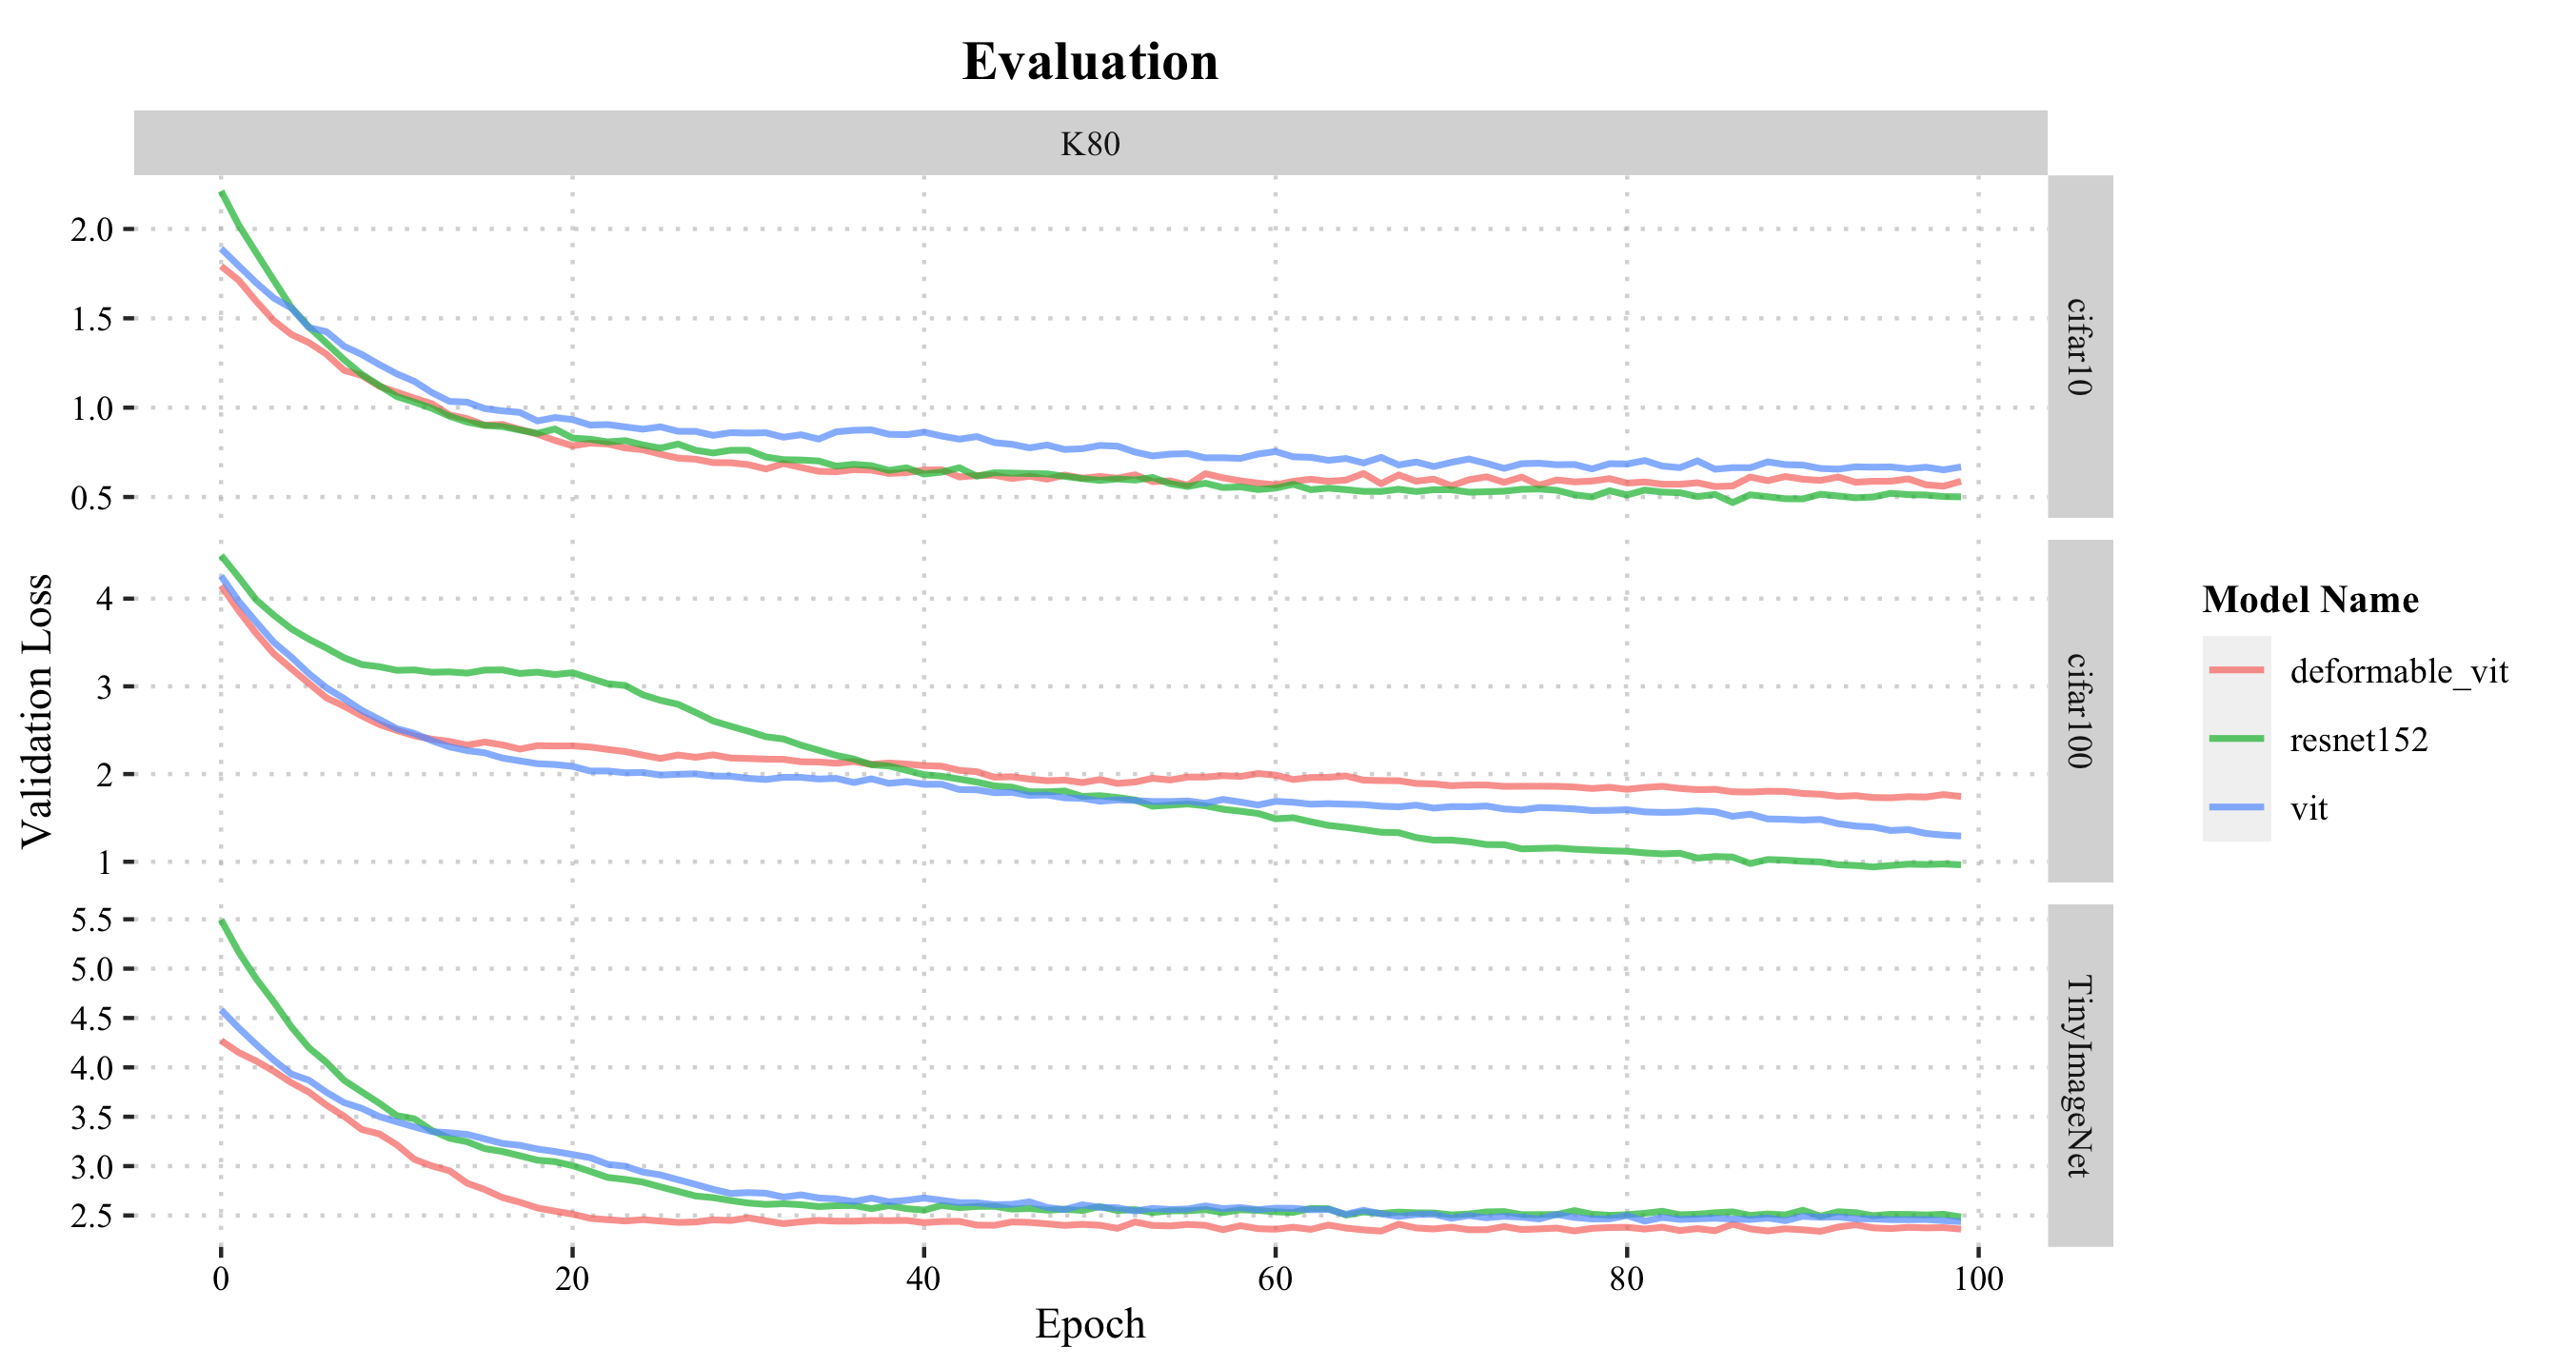 Evaluation
K80
2.0
1.5
1.0
0.5
cifar10
4
3
2
1
cifar100
5.5
5.0
4.5
4.0
3.5
3.0
2.5
TinyImageNet
0 20 40 60 80 100
Epoch
Validation Loss
Model Name
deformable_vit
resnet152
vit